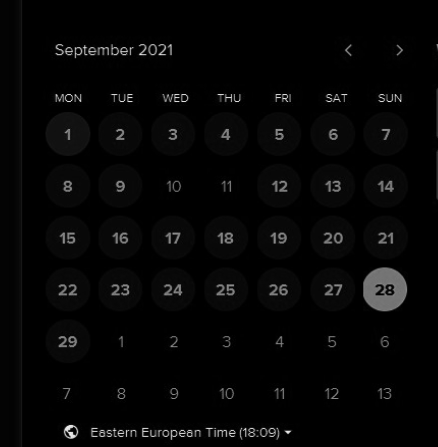 September 2021
MON TUE WED THU FRI SAT SUN
1 2 3 4 5 6 7
8 9 10 11 12 13 14
15 16 17 18 19 20 21
22 23 24 25 26 27 28
29 1 2 3 4 5 6
7 8 9 10 11 12 13
Eastern European Time (18:09)